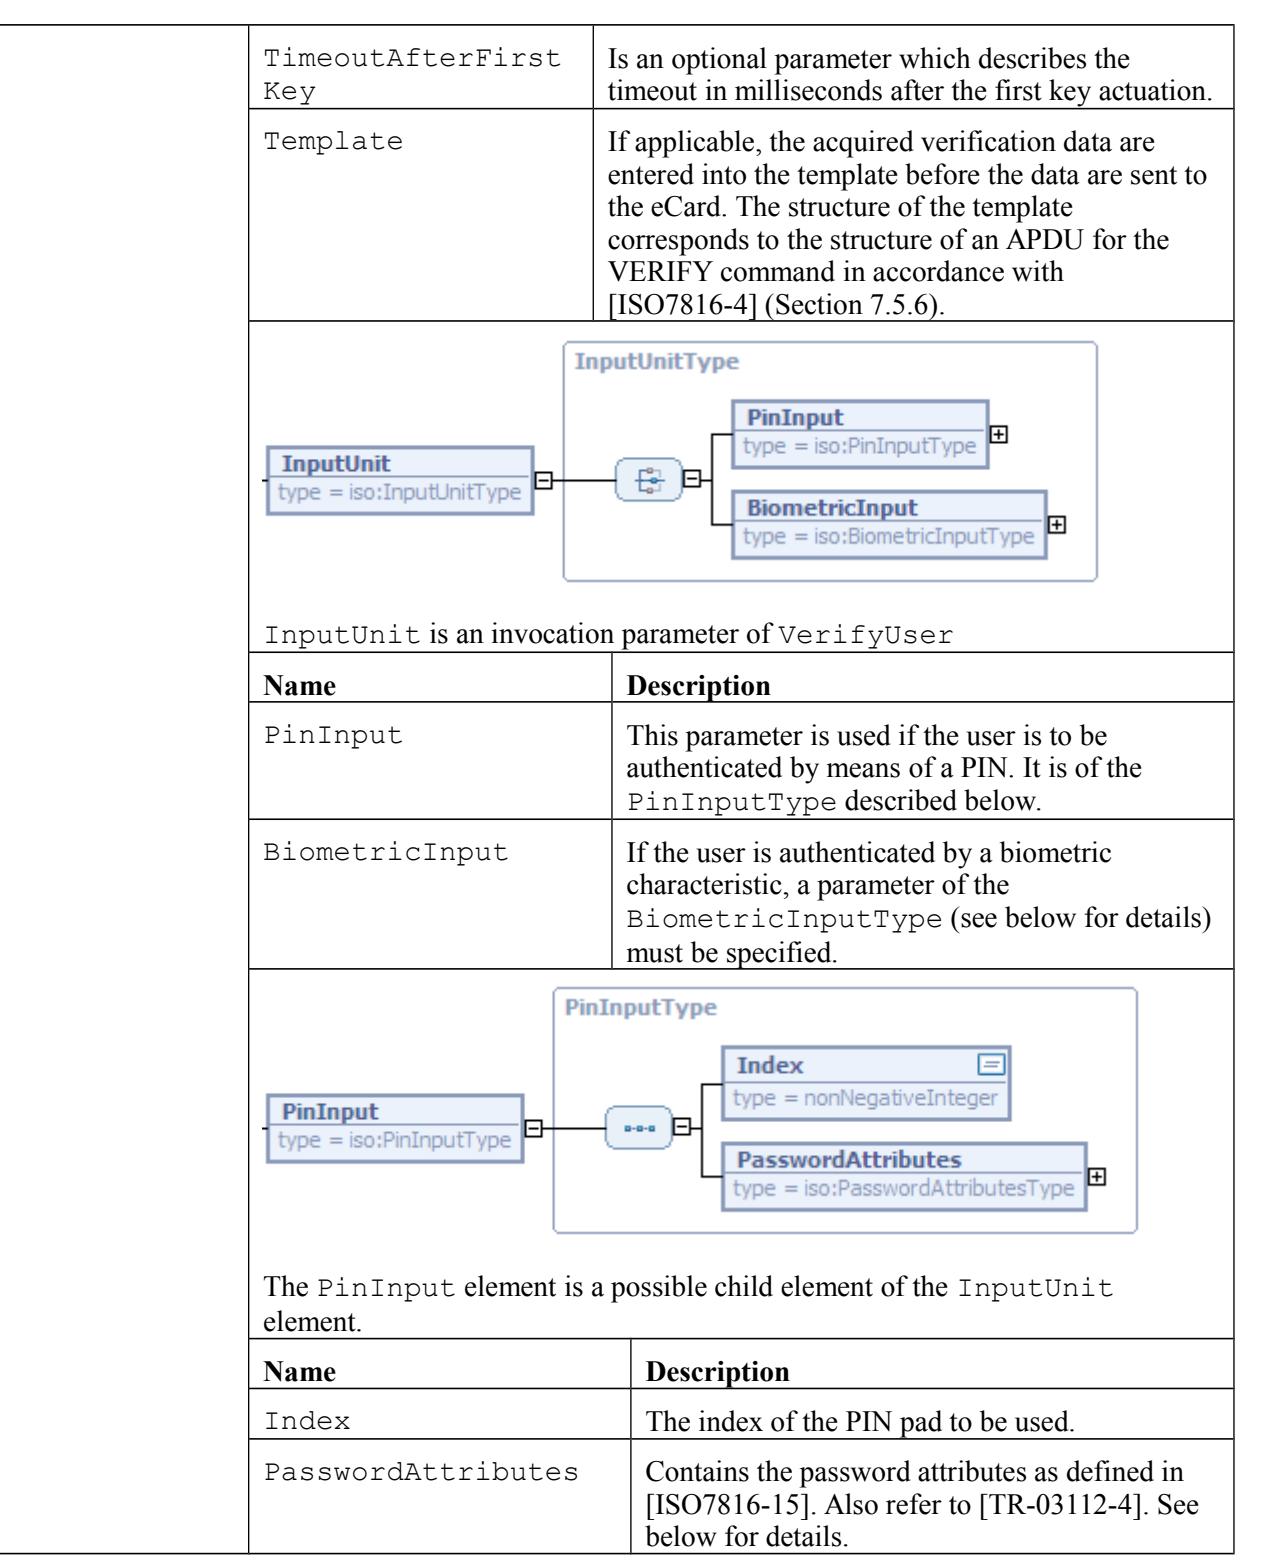 TimeoutAfterFirst
Key
Is an optional parameter which describes the
timeout in milliseconds after the first key actuation.
Template
If applicable, the acquired verification data are
entered into the template before the data are sent to
the eCard. The structure of the template
corresponds to the structure of an APDU for the
VERIFY command in accordance with
[ISO7816-4] (Section 7.5.6).
InputUnitType
InputUnit
type = iso:InputUnitType
PinInput
type = iso:PinInputType
BiometricInput
type = iso:BiometricInputType
InputUnit is an invocation parameter of VerifyUser
Name Description
PinInput
This parameter is used if the user is to be
authenticated by means of a PIN. It is of the
PinInputType described below.
BiometricInput
If the user is authenticated by a biometric
characteristic, a parameter of the
BiometricInputType (see below for details)
must be specified.
PinInputType
PinInput
type = iso:PinInputType
Index
type = nonNegativeInteger
PasswordAttributes
type = iso:PasswordAttributesType
The PinInput element is a possible child element of the InputUnit
element.
Name Description
Index The index of the PIN pad to be used.
PasswordAttributes
Contains the password attributes as defined in
[ISO7816-15]. Also refer to [TR-03112-4]. See
below for details.